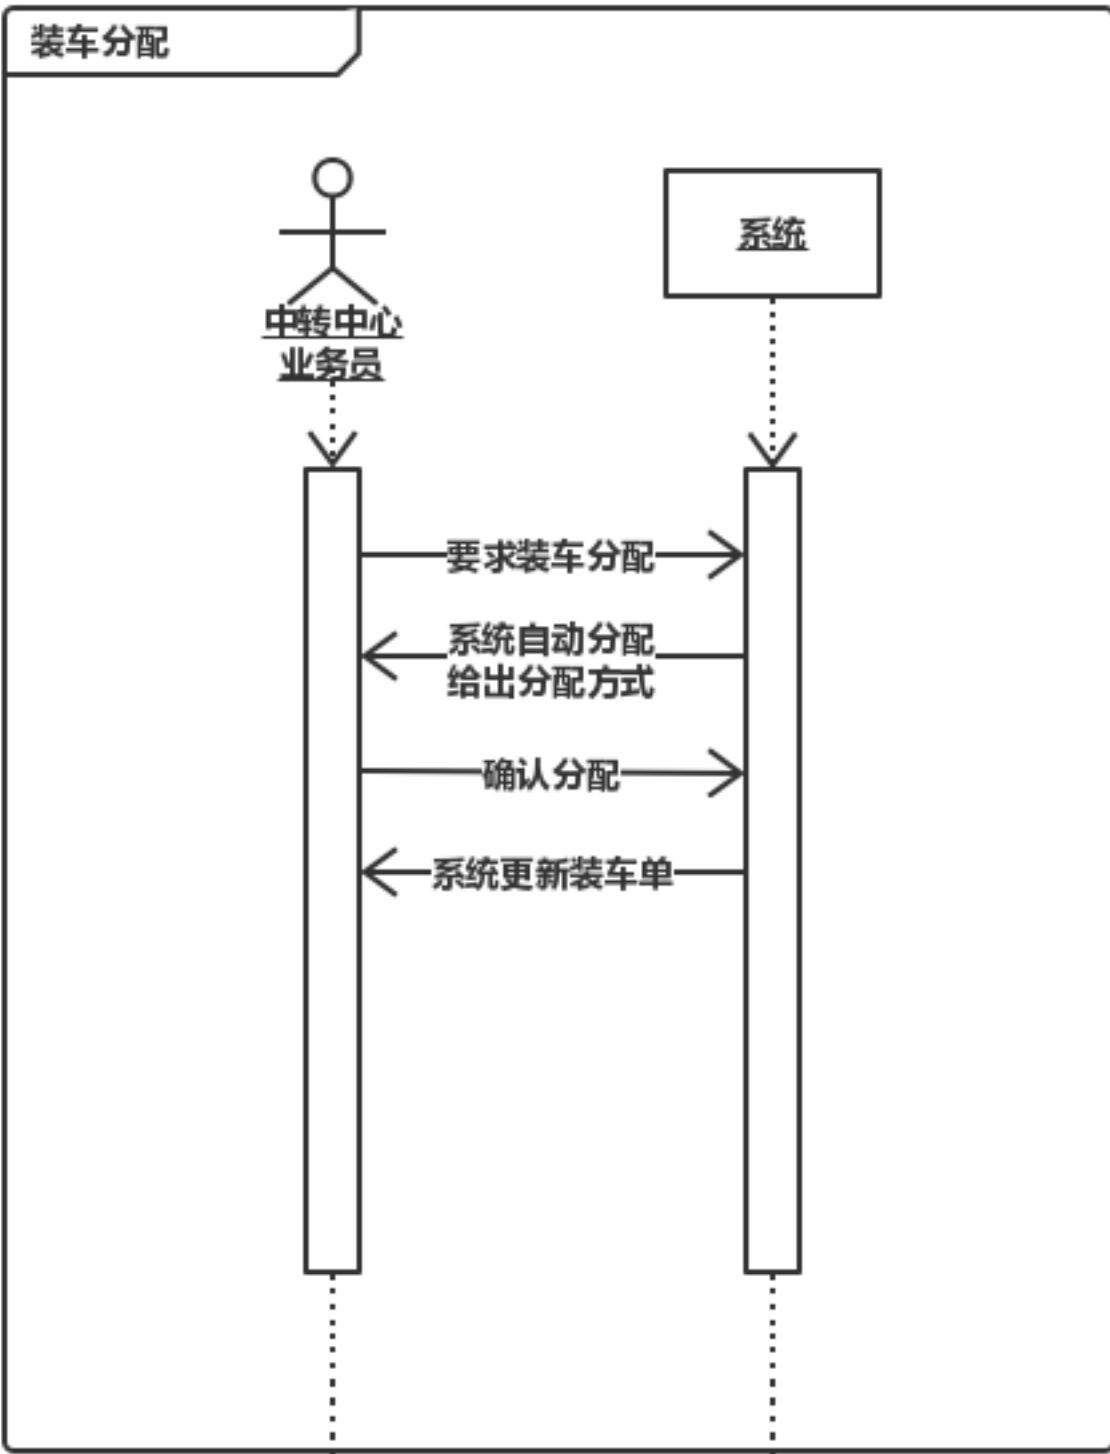 装车分配
系统
中转中心
业务员
要求装车分配
系统自动分配
给出分配方式
确认分配
系统更新装车单